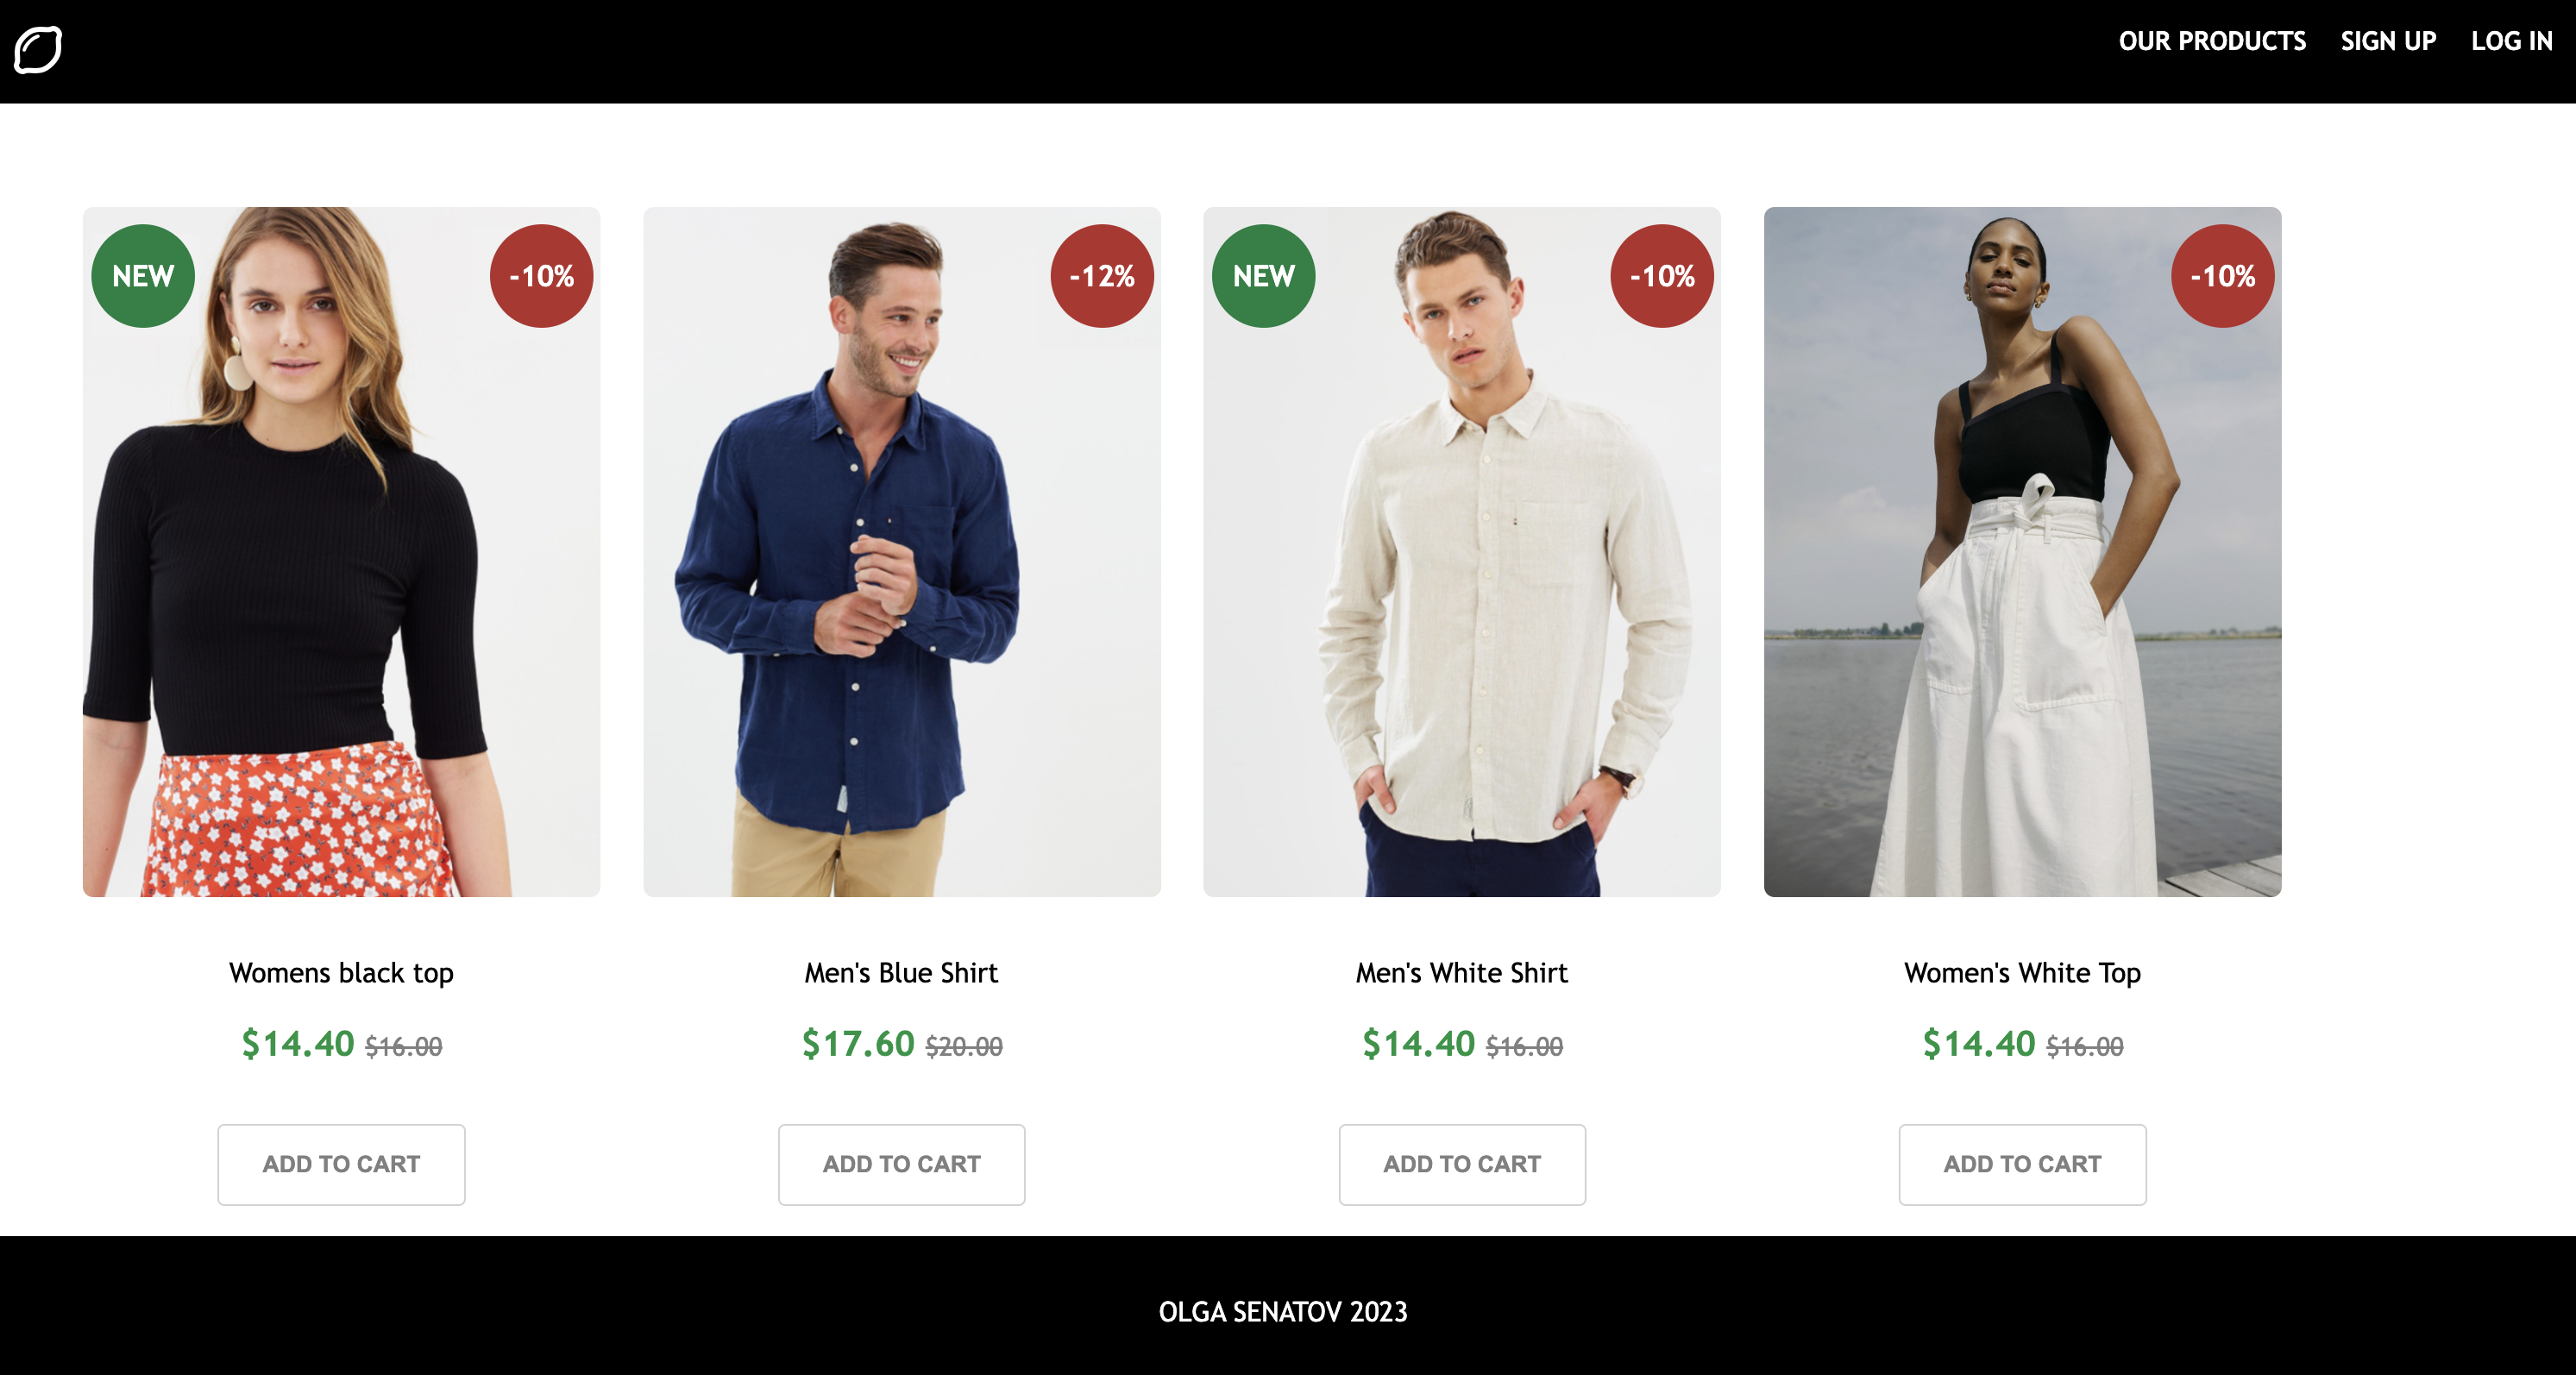 OUR PRODUCTS SIGN UP LOG IN
NEW
-10%
-12%
NEW
-10%
-10%
Womens black top
$14.40 $16.00
ADD TO CART
Men's Blue Shirt
$17.60 $20.00
ADD TO CART
Men's White Shirt
$14.40 $16.00
ADD TO CART
Women's White Top
$14.40 $16.00
ADD TO CART
OLGA SENATOV 2023